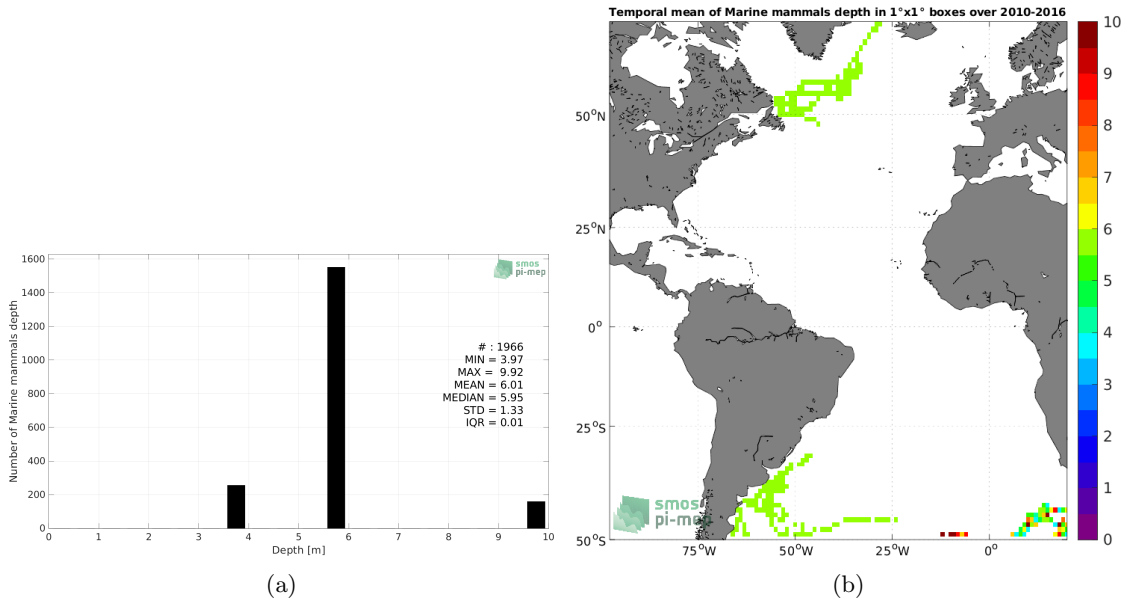 1600
1400
1200
1000
800
600
400
200
0
Number of Marine mammals depth
smos
pi-mep
# : 1966
MIN = 3.97
MAX = 9.92
MEAN = 6.01
MEDIAN = 5.95
STD = 1.33
IQR = 0.01
0 1 2 3 4 5 6 7 8 9 10
Depth [m]
(a)
Temporal mean of Marine mammals depth in 1°x1° boxes over 2010-2016
50°N
25°N
0°
25°S
50°S
75°W 50°W 25°W 0°
smos
pi-mep
10
9
8
7
6
5
4
3
2
1
0
(b)